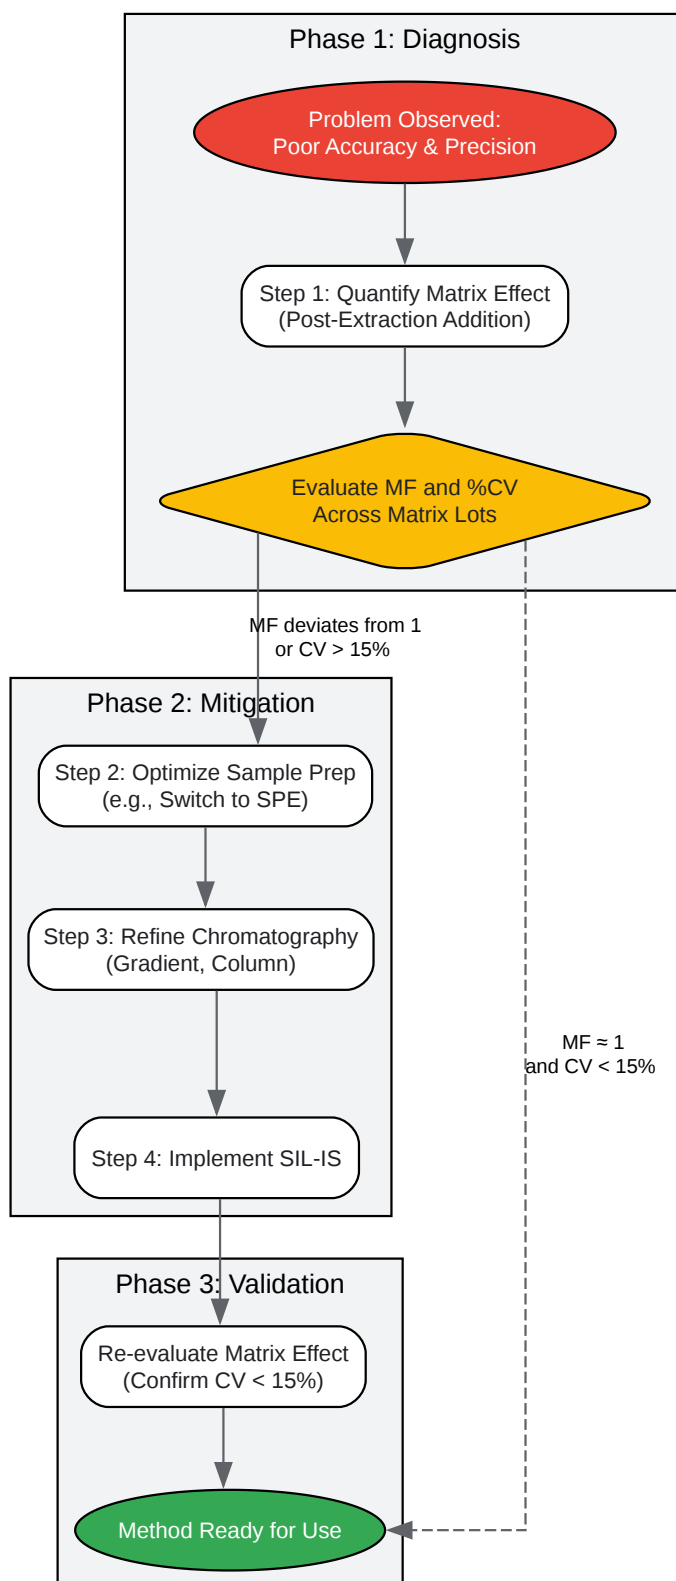 Phase 1: Diagnosis
Problem Observed:
Poor Accuracy & Precision
Step 1: Quantify Matrix Effect
(Post-Extraction Addition)
Evaluate MF and %CV
Across Matrix Lots
MF deviates from 1
or CV > 15%
Phase 2: Mitigation
Step 2: Optimize Sample Prep
(e.g., Switch to SPE)
Step 3: Refine Chromatography
(Gradient, Column)
MF ≈ 1
and CV < 15%
Step 4: Implement SIL-IS
Phase 3: Validation
Re-evaluate Matrix Effect
(Confirm CV < 15%)
Method Ready for Use